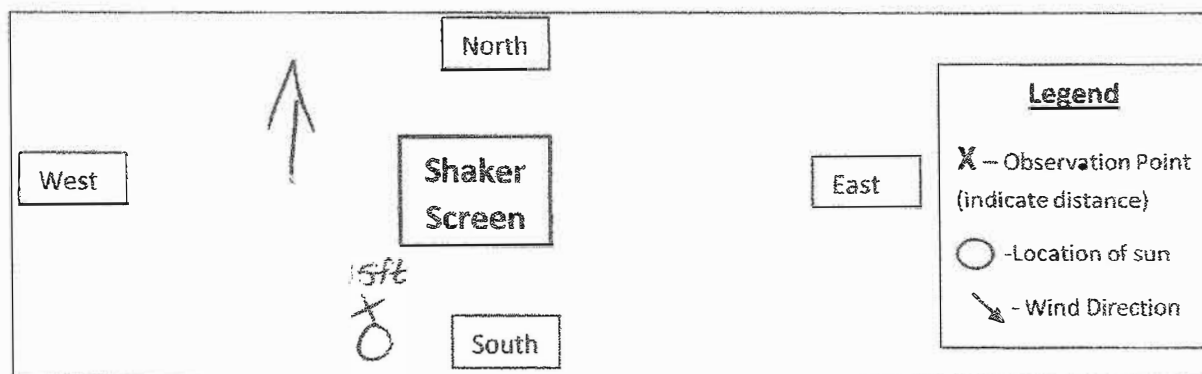 North
West
Shaker
Screen
East
15ft
X
South
Legend
X – Observation Point
(indicate distance)
-Location of sun
- Wind Direction